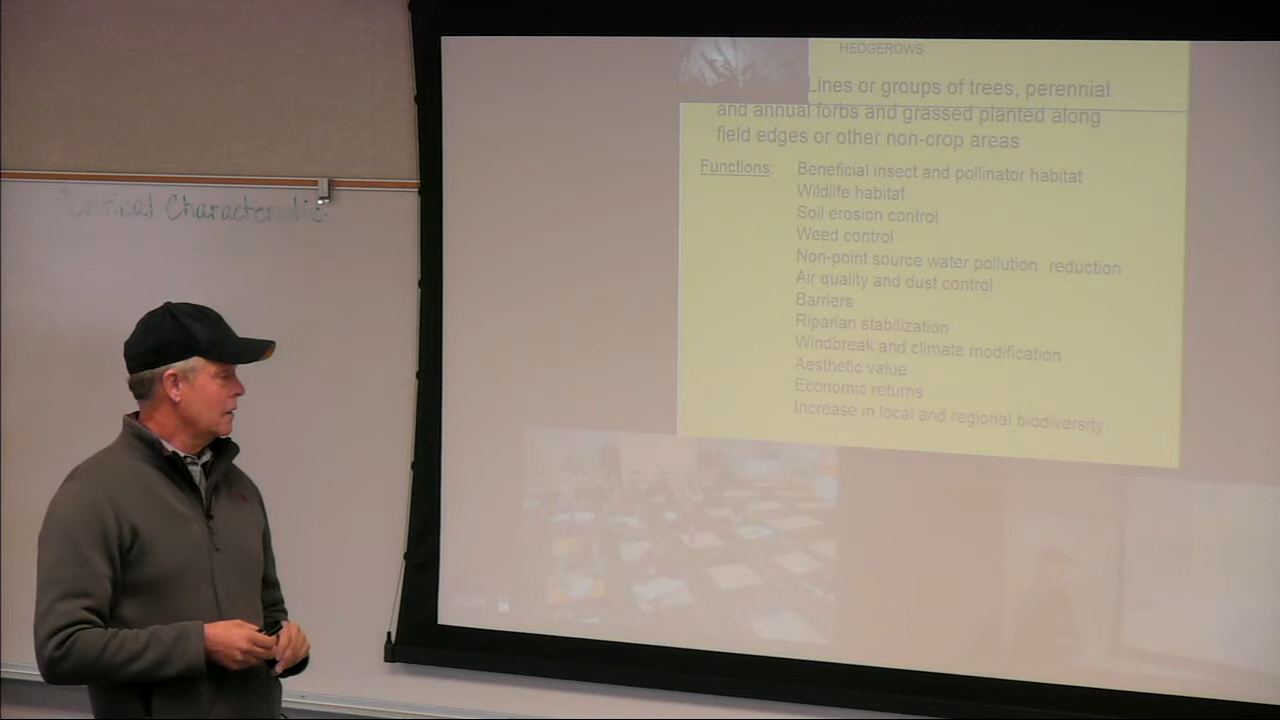 Critical Characteristic
HEDGEROWS
Lines or groups of trees, perennial
and annual forbs and grassed planted along
field edges or other non-crop areas
Functions: Beneficial insect and pollinator habitat
Wildlife habitat
Soil erosion control
Weed control
Non-point source water pollution reduction
Air quality and dust control
Barriers
Riparian stabilization
Windbreak and climate modification
Aesthetic value
Economic returns
Increase in local and regional biodiversity